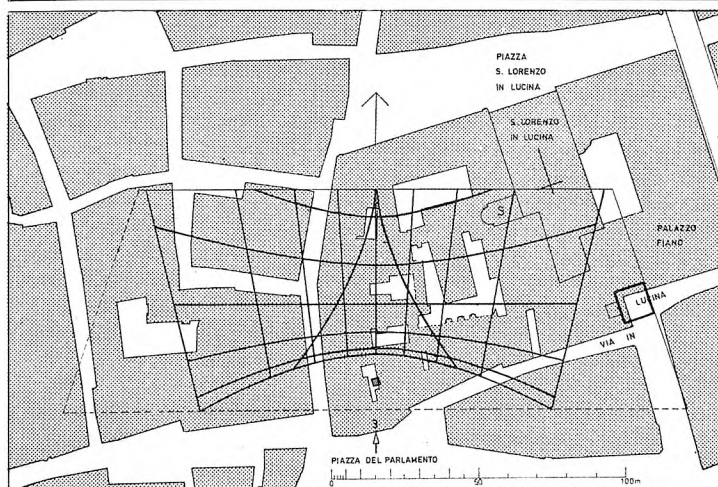 PIAZZA
S. LORENZO
IN LUCINA
S. LORENZO
IN LUCINA
S
PALAZZO
FIANO
VIA IN LUCINA
3
PIAZZA DEL PARLAMENTO
0 50 100m